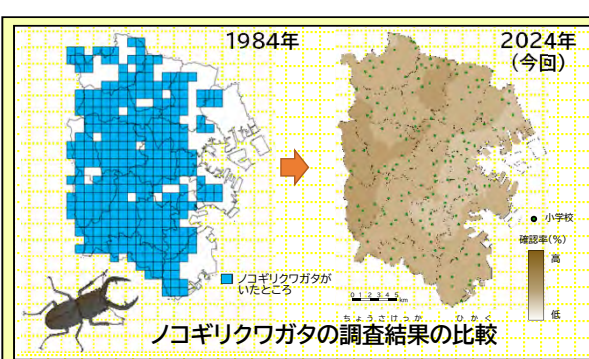 1984年
2024年
(今回)
小学校
確認率(%)
高
低
ノコギリクワガタが
いたところ
0 1 2 3 4 5 km
ちょうさけっか ひかく
ノコギリクワガタの調査結果の比較